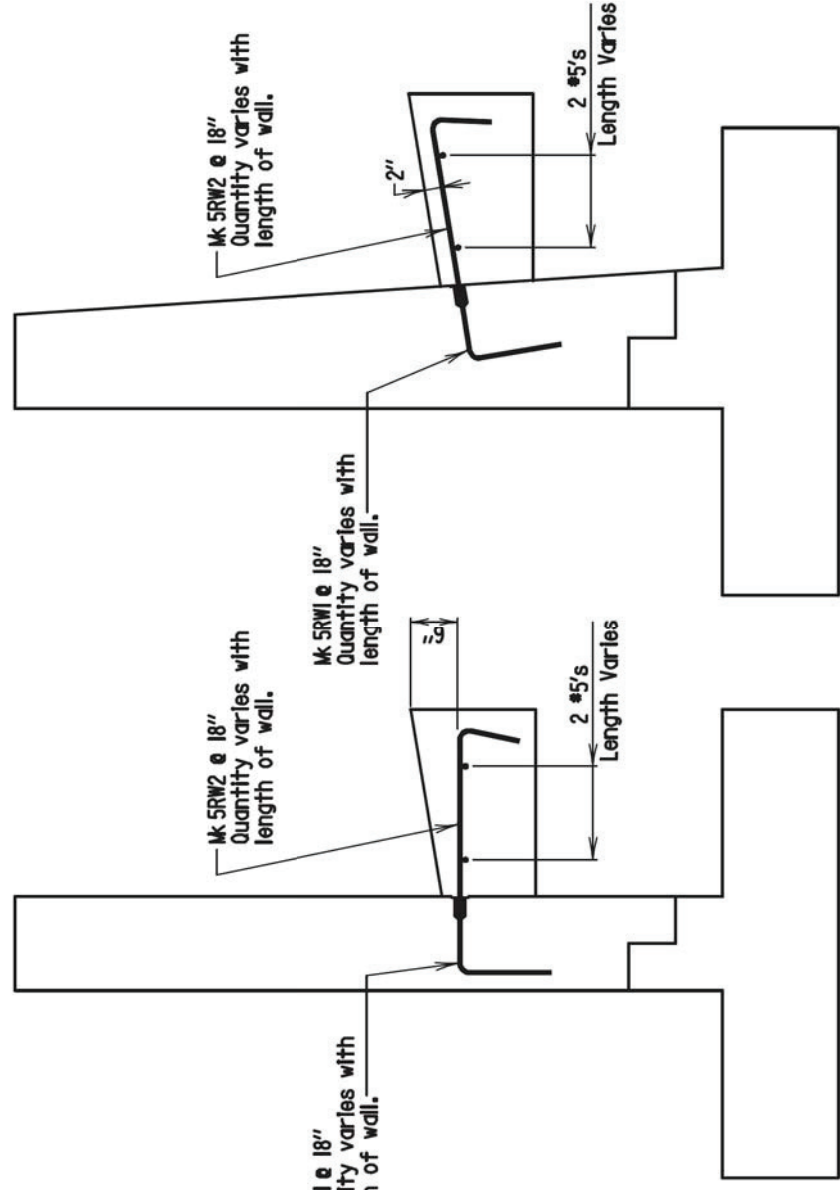 Mk 5RW2 @ 18"
Quantity varies with
length of wall.
2"
2 #5's
Length Varies
Mk 5RW1 @ 18"
Quantity varies with
length of wall.
Mk 5RW2 @ 18"
Quantity varies with
length of wall.
6"
2 #5's
Length Varies
@ 18"
varies with
of wall.